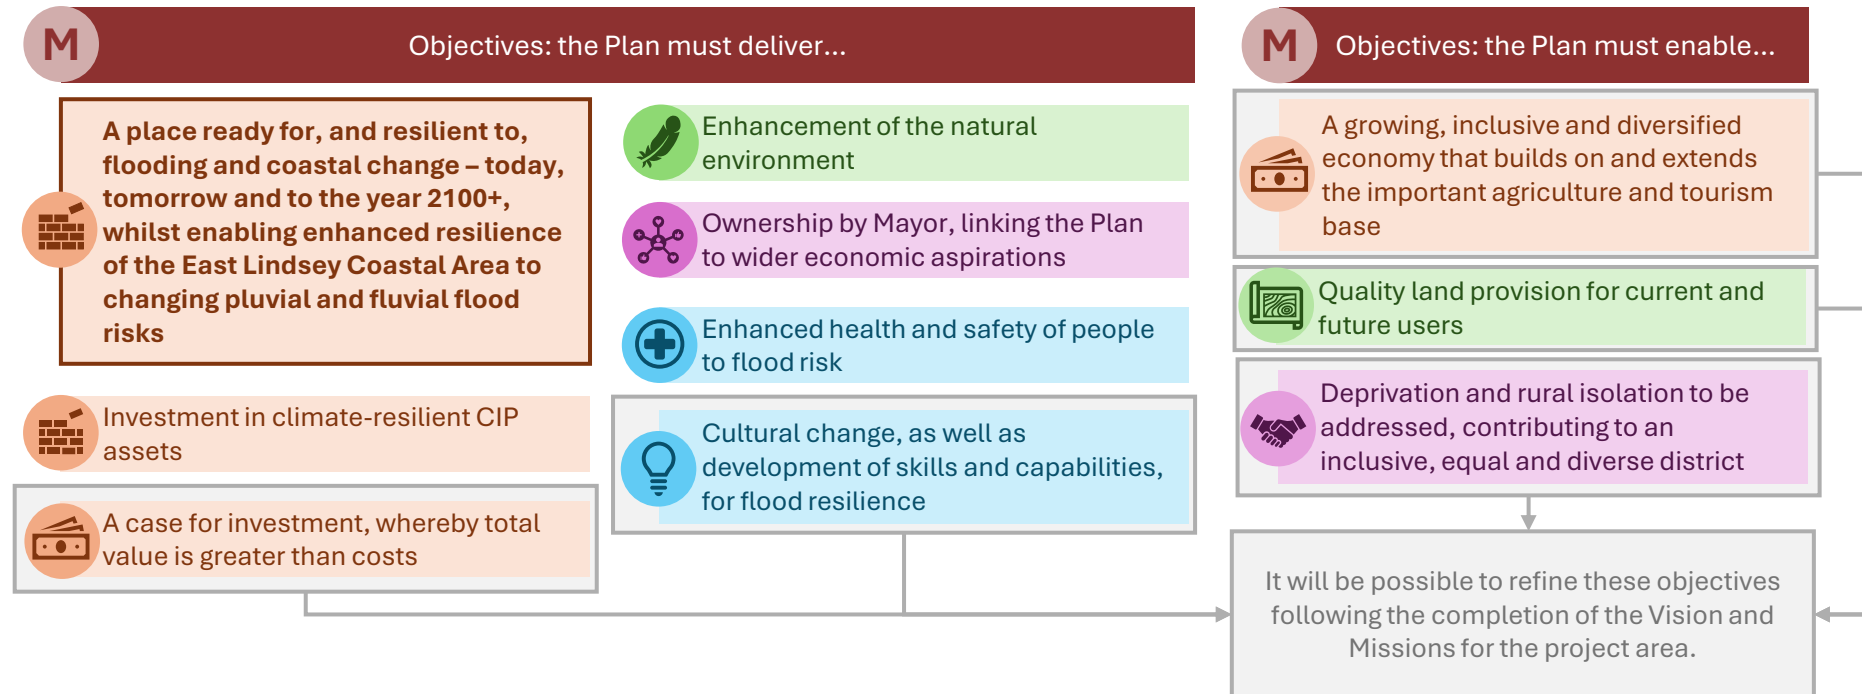 M
Objectives: the Plan must deliver...
A place ready for, and resilient to,
flooding and coastal change – today,
tomorrow and to the year 2100+,
whilst enabling enhanced resilience
of the East Lindsey Coastal Area to
changing pluvial and fluvial flood
risks
Investment in climate-resilient CIP
assets
A case for investment, whereby total
value is greater than costs
Enhancement of the natural
environment
Ownership by Mayor, linking the Plan
to wider economic aspirations
Enhanced health and safety of people
to flood risk
Cultural change, as well as
development of skills and capabilities,
for flood resilience
M
Objectives: the Plan must enable...
A growing, inclusive and diversified
economy that builds on and extends
the important agriculture and tourism
base
Quality land provision for current and
future users
Deprivation and rural isolation to be
addressed, contributing to an
inclusive, equal and diverse district
It will be possible to refine these objectives
following the completion of the Vision and
Missions for the project area.